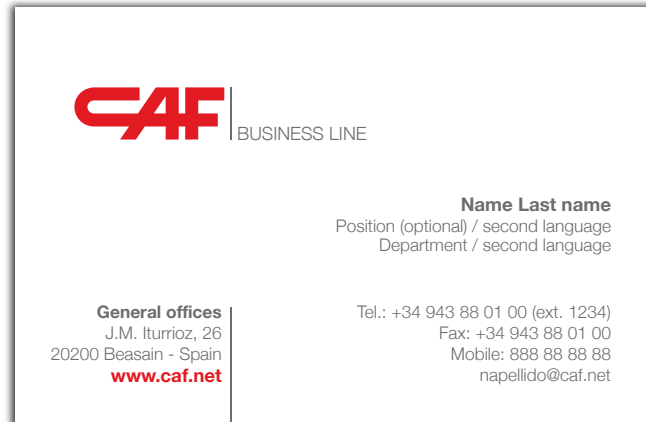 CAF
BUSINESS LINE
Name Last name
Position (optional) / second language
Department / second language
General offices
J.M. Iturrioz, 26
20200 Beasain - Spain
www.caf.net
Tel.: +34 943 88 01 00 (ext. 1234)
Fax: +34 943 88 01 00
Mobile: 888 88 88 88
napellido@caf.net